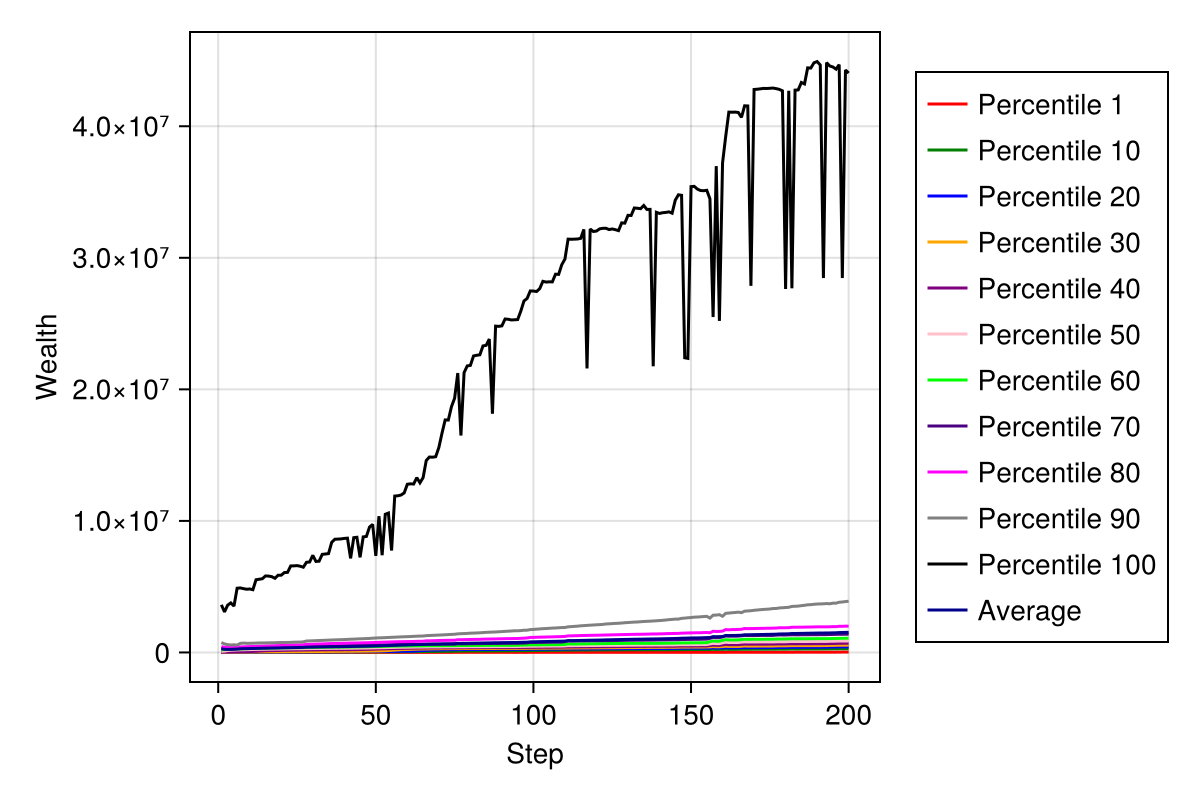 Wealth
4.0×10⁷
3.0×10⁷
2.0×10⁷
1.0×10⁷
0
0 50 100 150 200
Step
Percentile 1
Percentile 10
Percentile 20
Percentile 30
Percentile 40
Percentile 50
Percentile 60
Percentile 70
Percentile 80
Percentile 90
Percentile 100
Average